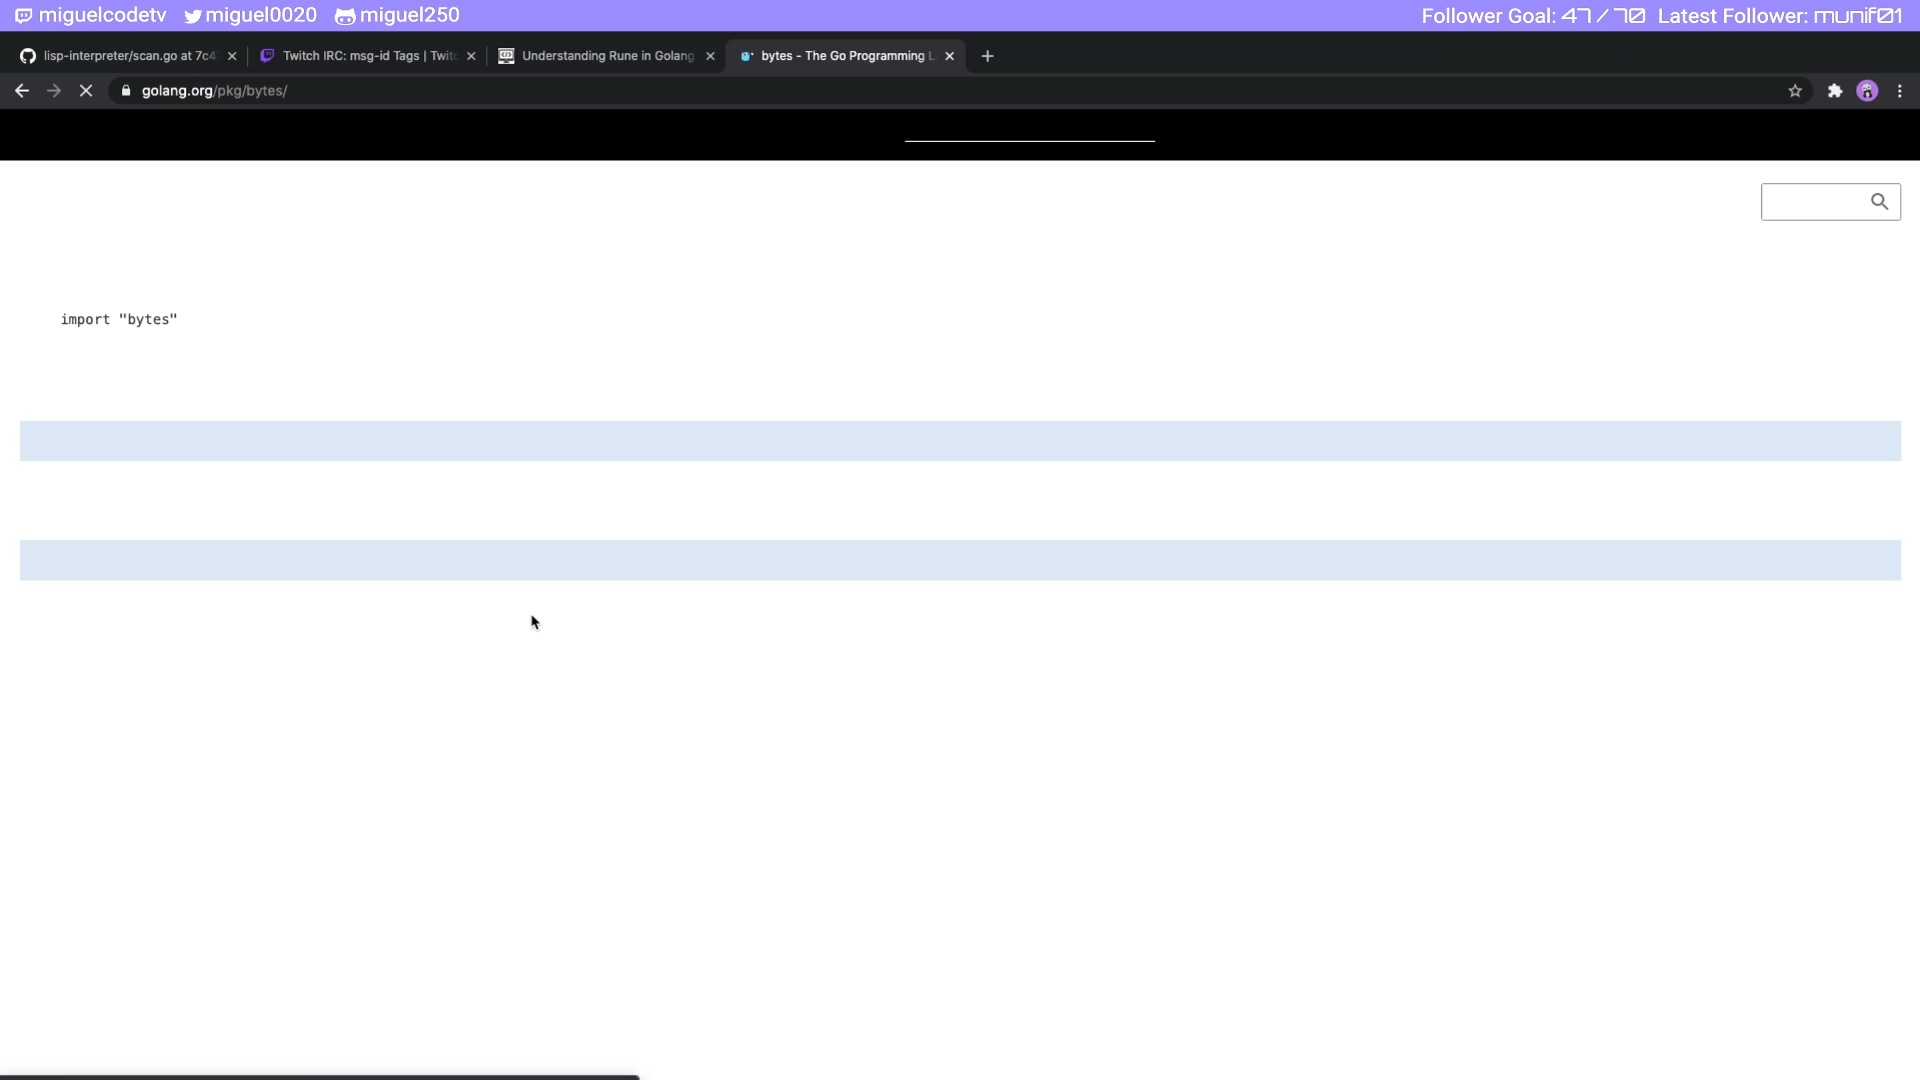 miguelcodetv miguel0020 miguel250 Follower Goal: 47 / 70 Latest Follower: munif01
lisp-interpreter/scan.go at 7c4 Twitch IRC: msg-id Tags | Twitc Understanding Rune in Golang bytes - The Go Programming L
golang.org/pkg/bytes/
import "bytes"